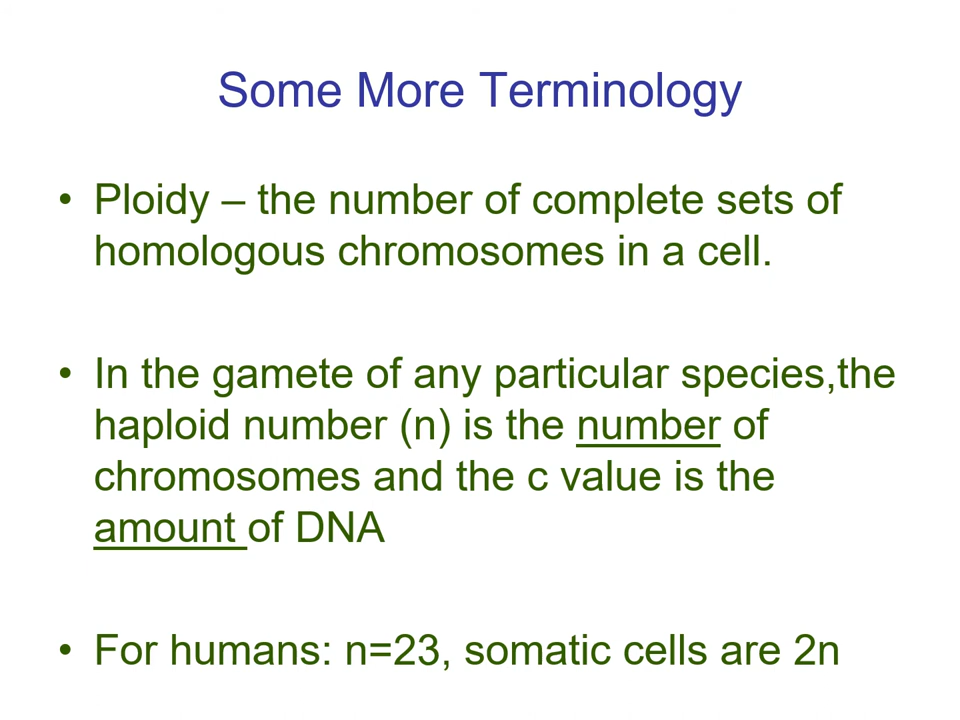 Some More Terminology
• Ploidy – the number of complete sets of
homologous chromosomes in a cell.
• In the gamete of any particular species,the
haploid number (n) is the number of
chromosomes and the c value is the
amount of DNA
• For humans: n=23, somatic cells are 2n